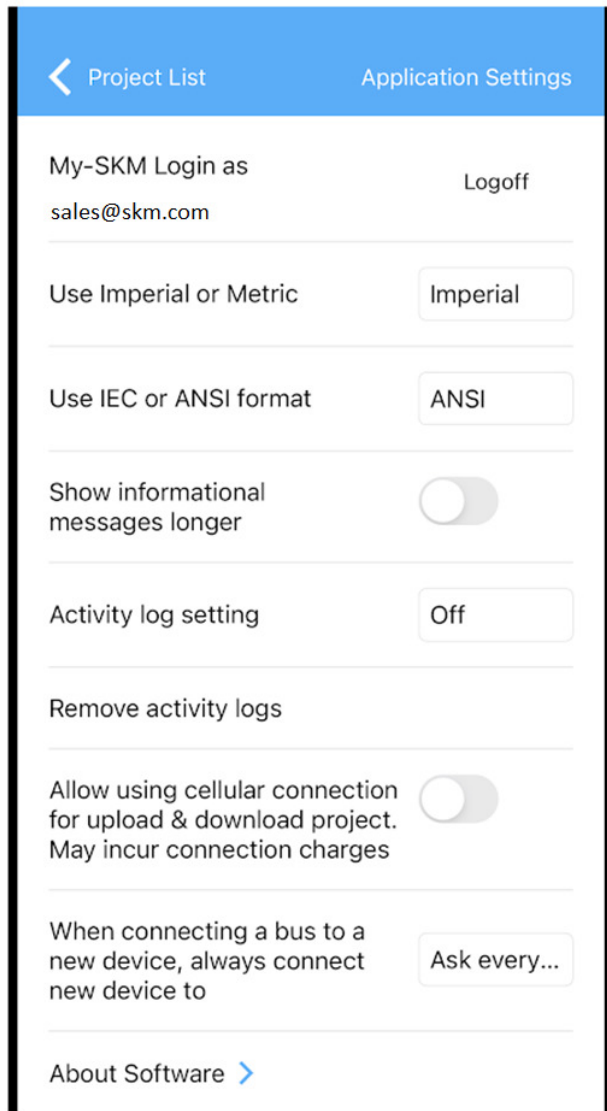 Project List
Application Settings
My-SKM Login as
Logoff
sales@skm.com
Use Imperial or Metric
Imperial
Use IEC or ANSI format
ANSI
Show informational
messages longer
Activity log setting
Off
Remove activity logs
Allow using cellular connection
for upload & download project.
May incur connection charges
When connecting a bus to a
new device, always connect
new device to
Ask every...
About Software